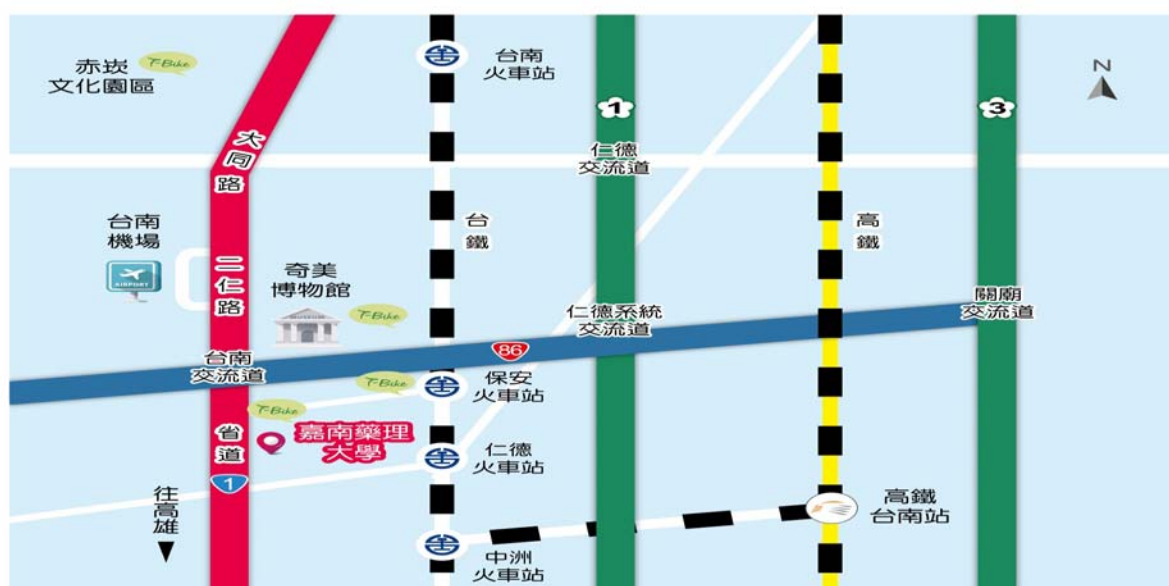 台南
火車站
赤崁
文化園區
T-Bike
N
1
3
大同路
仁德
交流道
台南
機場
AIRPORT
台鐵
高鐵
二仁路
奇美
博物館
MUSEUM
T-Bike
仁德系統
交流道
關廟
交流道
台南
交流道
86
保安
火車站
T-Bike
T-Bike
省道
嘉南藥理
大學
仁德
火車站
1
往高雄
高鐵
台南站
中洲
火車站